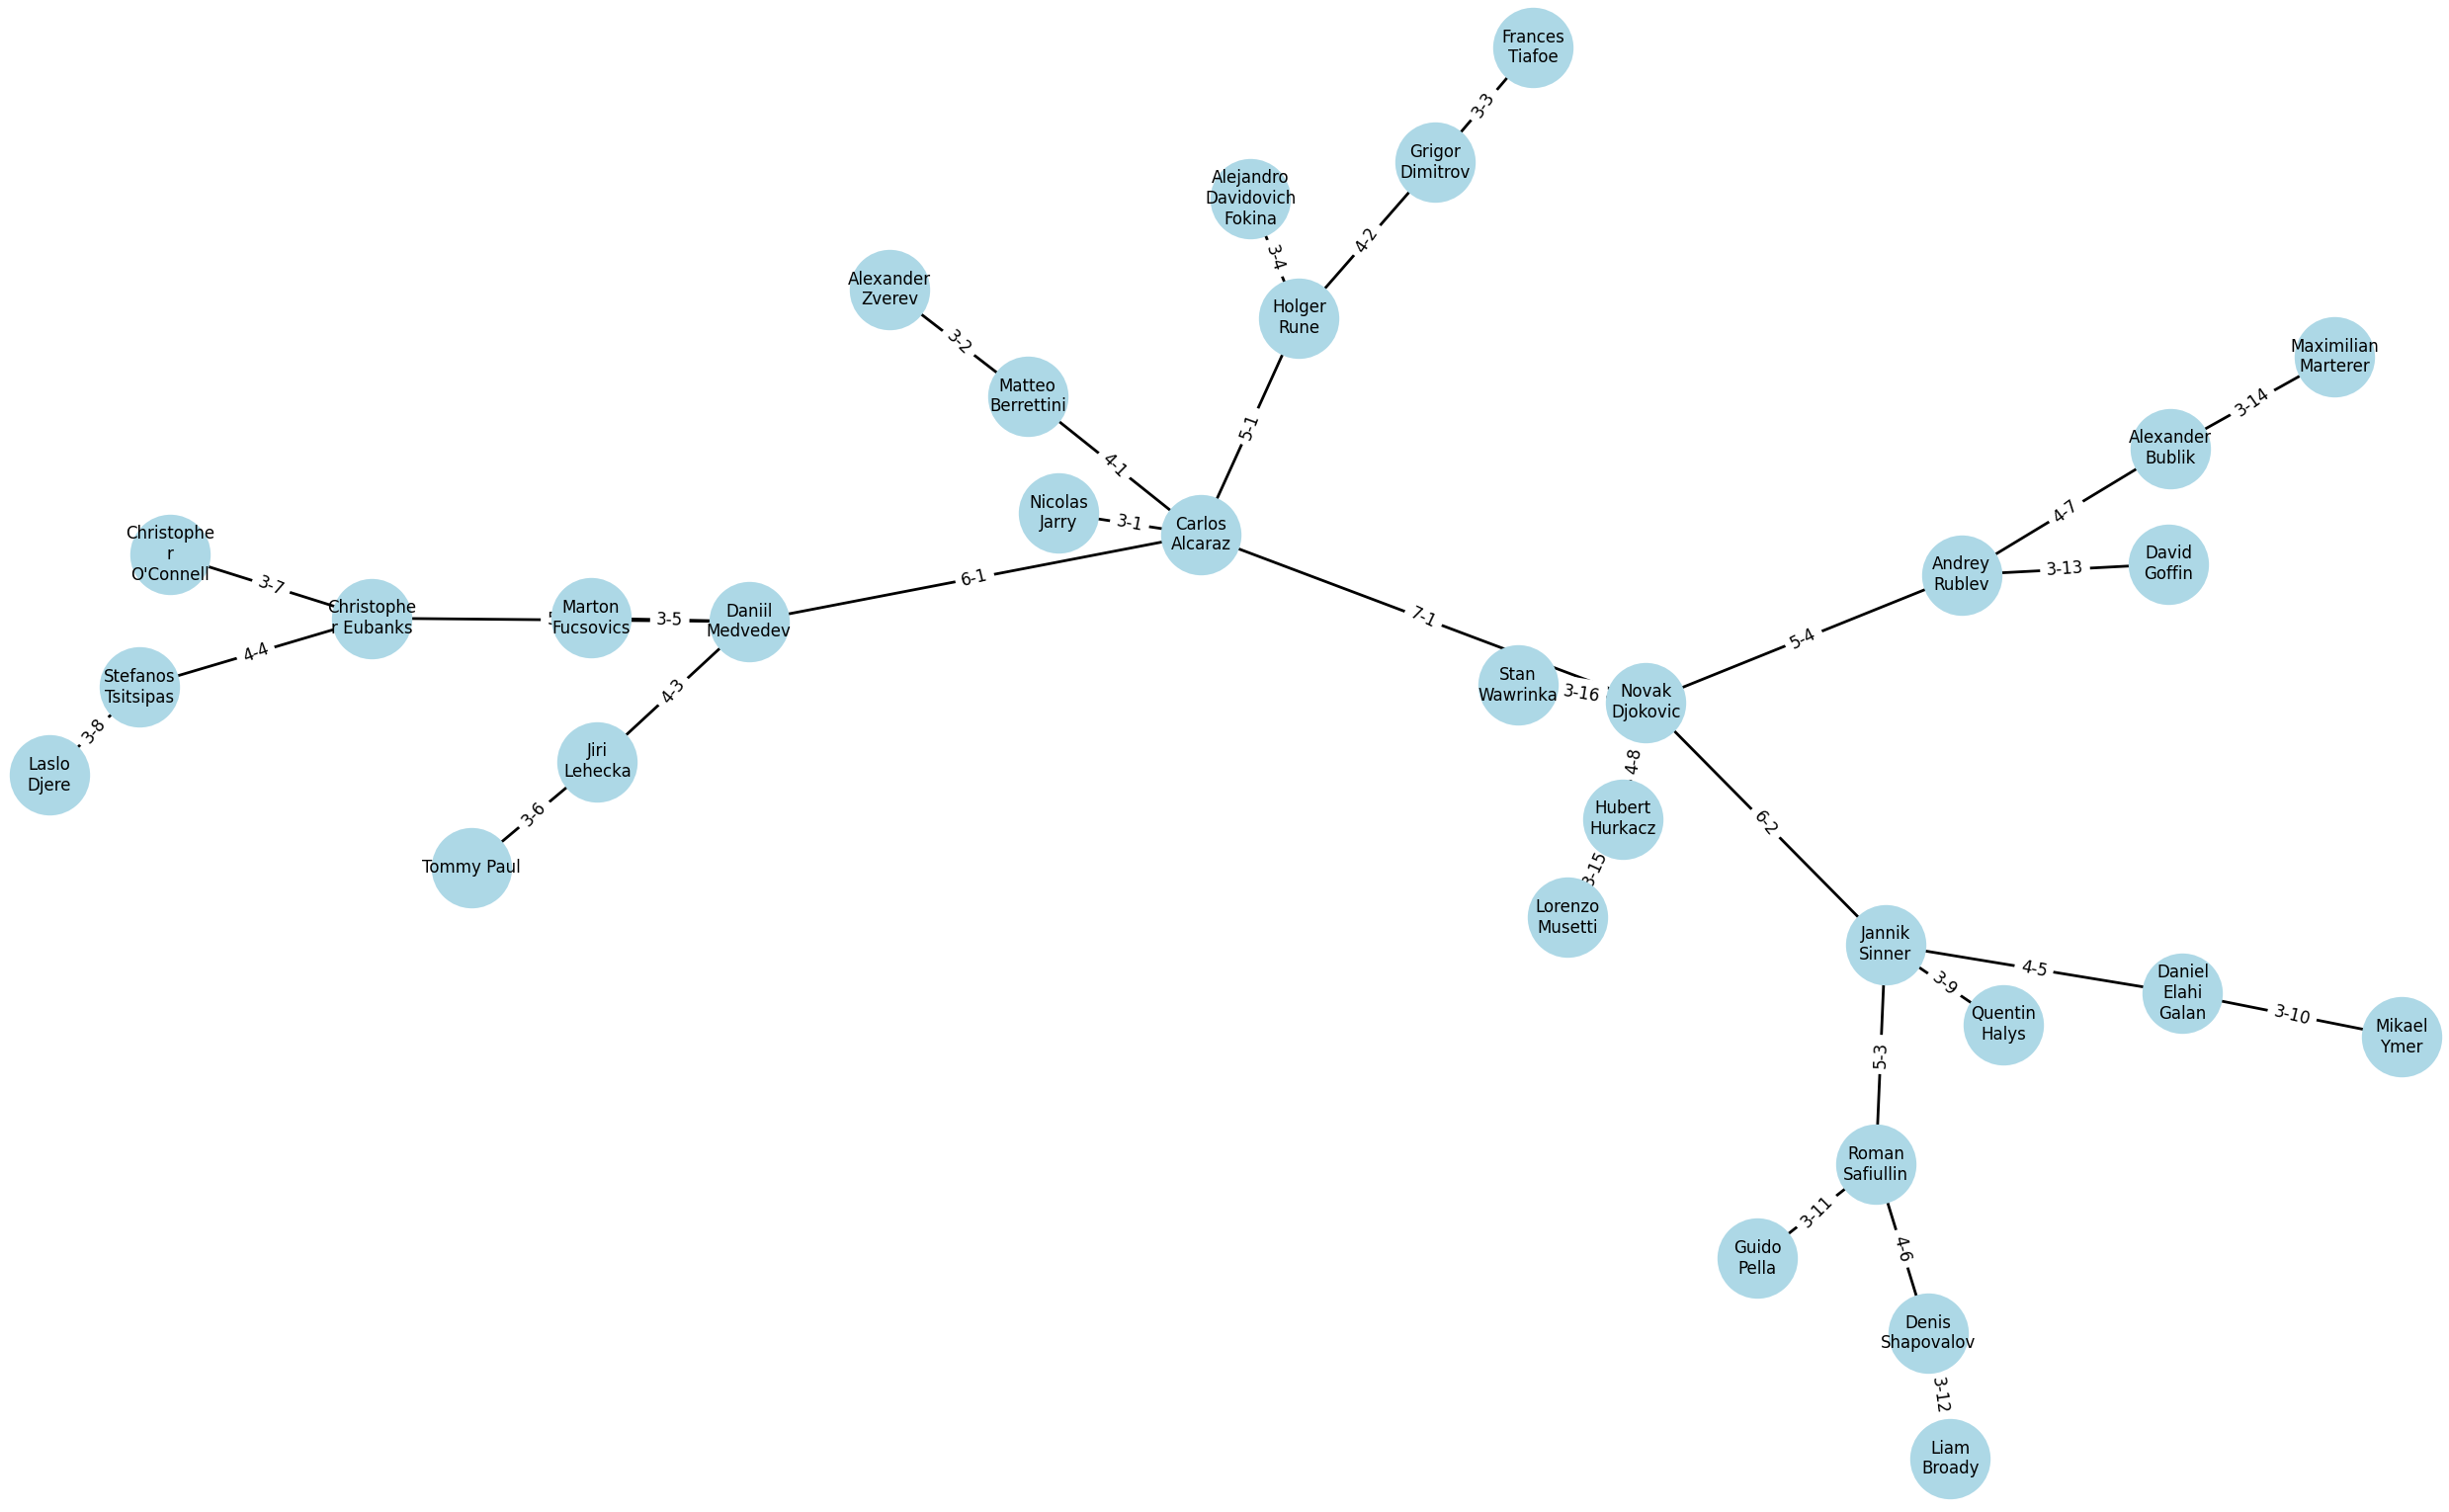 Frances
Tiafoe
3-3
Grigor
Dimitrov
Alejandro
Davidovich
Fokina
4-2
3-4
Alexander
Zverev
Holger
Rune
3-2
Maximilian
Marterer
Matteo
Berrettini
3-14
5-1
Alexander
Bublik
4-1
Nicolas
Jarry
3-1
Carlos
Alcaraz
4-7
Christophe
r
O'Connell
David
Goffin
3-13
Andrey
Rublev
3-7
6-1
Christophe
r Eubanks
Marton
Fucsovics
3-5
Daniil
Medvedev
7-1
5-4
4-4
Stefanos
Tsitsipas
4-3
Stan
Wawrinka
3-16
Novak
Djokovic
3-8
Laslo
Djere
Jiri
Lehecka
4-8
3-6
Hubert
Hurkacz
6-2
Tommy Paul
3-15
Lorenzo
Musetti
Jannik
Sinner
4-5
3-9
Daniel
Elahi
Galan
Quentin
Halys
3-10
Mikael
Ymer
5-3
Roman
Safiullin
3-11
Guido
Pella
4-6
Denis
Shapovalov
3-12
Liam
Broady